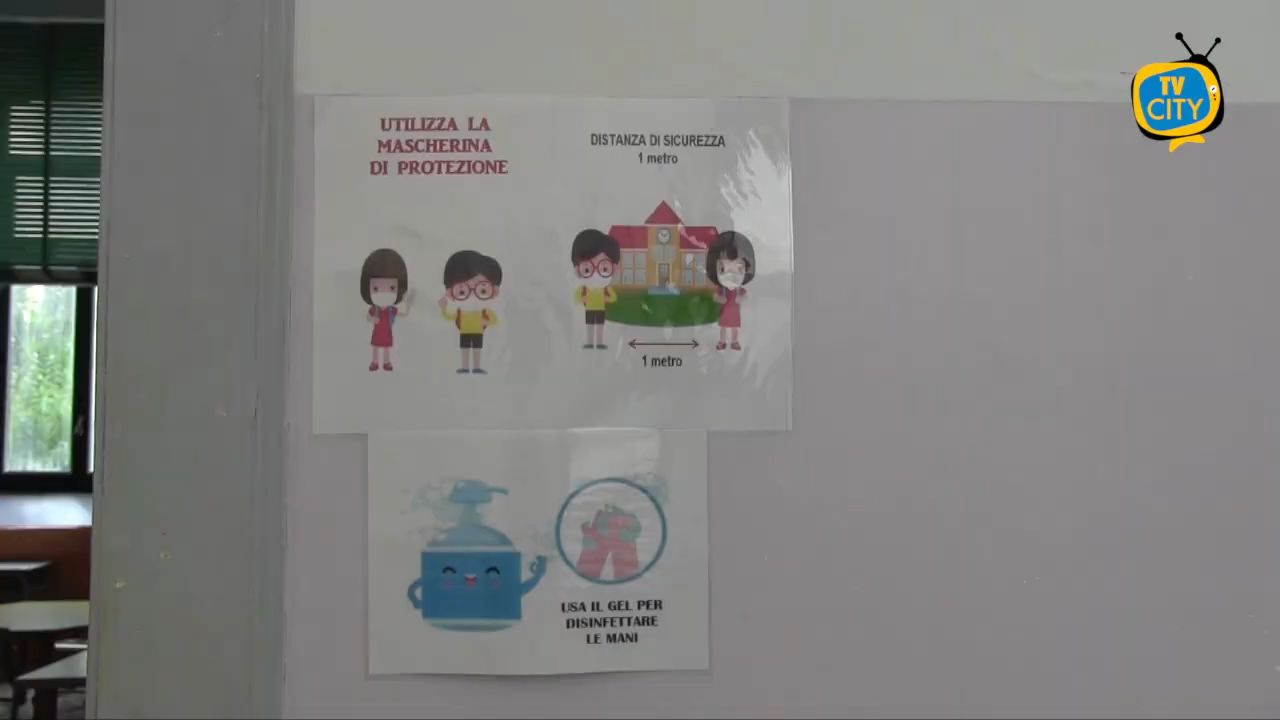 UTILIZZA LA
MASCHERINA
DI PROTEZIONE
DISTANZA DI SICUREZZA
1 metro
1 metro
USA IL GEL PER
DISINFETTARE
LE MANI
TV
CITY